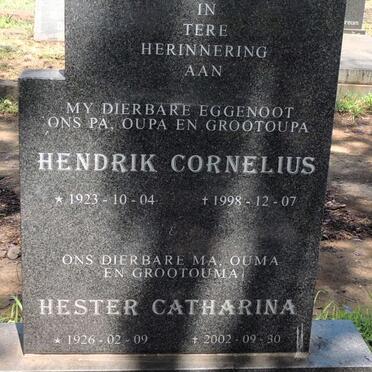 IN
TERE
HERINNERING
AAN
MY DIERBARE EGGENOOT
ONS PA, OUPA EN GROOTOUPA
HENDRIK CORNELIUS
★ 1923 - 10 - 04 † 1998 - 12 - 07
&
ONS DIERBARE MA, OUMA
EN GROOTOUMA
HESTER CATHARINA
★ 1926 - 02 - 09 † 2002 - 09 - 30